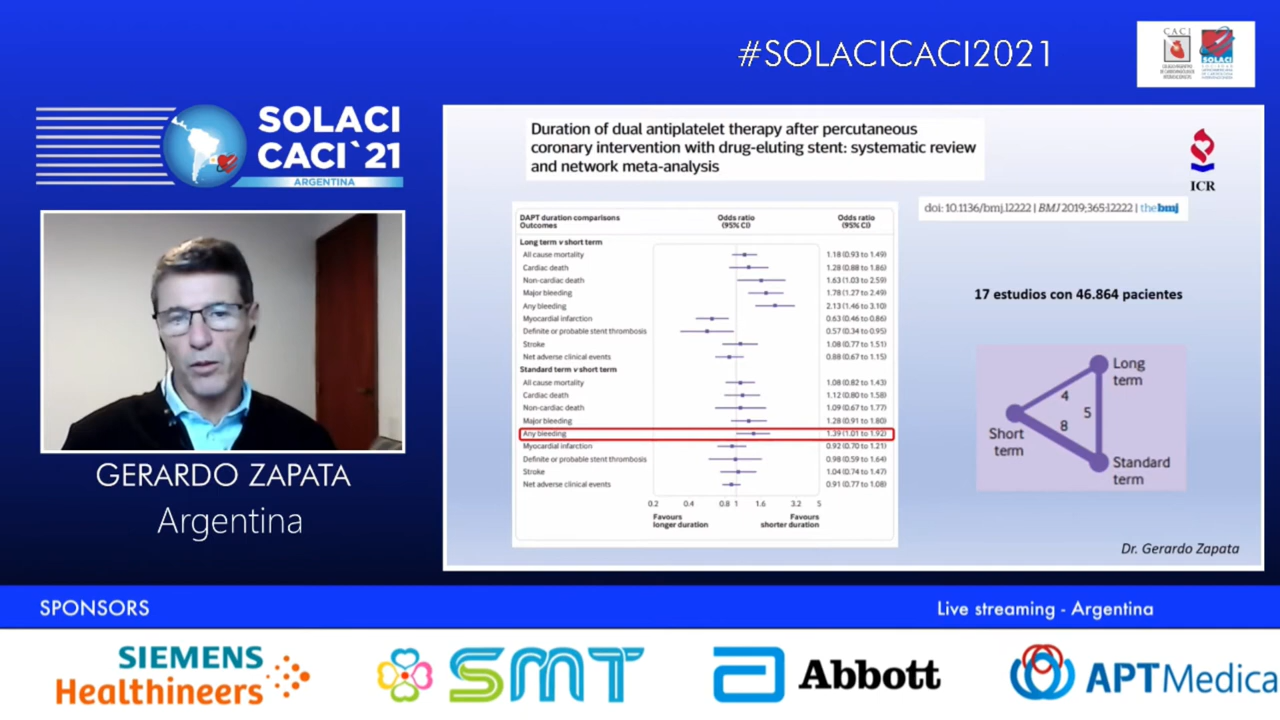 #SOLACICACI2021
CACI
SOLACI
SOLACI
CACI`21
ARGENTINA
GERARDO ZAPATA
Argentina
Duration of dual antiplatelet therapy after percutaneous
coronary intervention with drug-eluting stent: systematic review
and network meta-analysis
ICR
doi: 10.1136/bmj.l2222 | BMJ 2019;365:l2222 | thebmj
DAPT duration comparisons Odds ratio Odds ratio
Outcomes (95% CI) (95% CI)
Long term v short term
All cause mortality 1.18 (0.93 to 1.49)
Cardiac death 1.28 (0.88 to 1.86)
Non-cardiac death 1.63 (1.03 to 2.59)
Major bleeding 1.78 (1.27 to 2.49)
Any bleeding 2.13 (1.46 to 3.10)
Myocardial infarction 0.63 (0.46 to 0.86)
Definite or probable stent thrombosis 0.57 (0.34 to 0.95)
Stroke 1.08 (0.77 to 1.51)
Net adverse clinical events 0.88 (0.67 to 1.15)
Standard term v short term
All cause mortality 1.08 (0.82 to 1.43)
Cardiac death 1.12 (0.80 to 1.58)
Non-cardiac death 1.09 (0.67 to 1.77)
Major bleeding 1.28 (0.91 to 1.80)
Any bleeding 1.39 (1.01 to 1.92)
Myocardial infarction 0.92 (0.70 to 1.21)
Definite or probable stent thrombosis 0.98 (0.59 to 1.64)
Stroke 1.04 (0.74 to 1.47)
Net adverse clinical events 0.91 (0.77 to 1.08)
0.2 0.4 0.8 1 1.6 3.2 5
Favours Favours
longer duration shorter duration
17 estudios con 46.864 pacientes
Long
term
4
5
8
Short
term
Standard
term
Dr. Gerardo Zapata
SPONSORS
Live streaming - Argentina
SIEMENS
Healthineers
SMT
Abbott
APTMedica